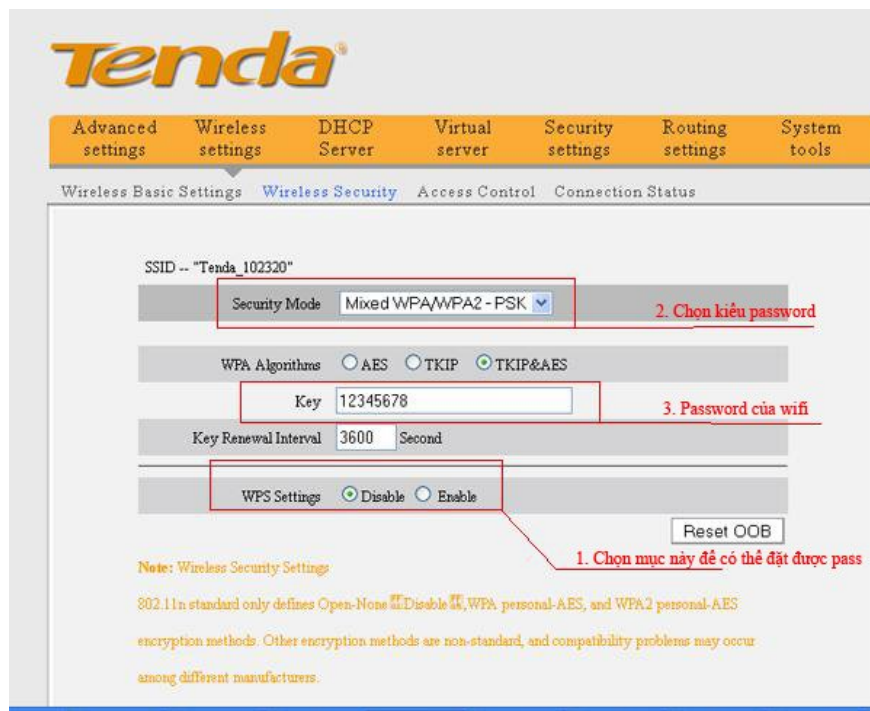 Tenda®
Advanced settings Wireless settings DHCP Server Virtual server Security settings Routing settings System tools
Wireless Basic Settings Wireless Security Access Control Connection Status
SSID -- "Tenda_102320"
Security Mode Mixed WPA/WPA2 - PSK
2. Chọn kiểu password
WPA Algorithms AES TKIP TKIP&AES
Key 12345678
3. Password của wifi
Key Renewal Interval 3600 Second
WPS Settings Disable Enable
Reset OOB
1. Chọn mục này để có thể đặt được pass
Note: Wireless Security Settings
802.11n standard only defines Open-None Disable ,WPA personal-AES, and WPA2 personal-AES
encryption methods. Other encryption methods are non-standard, and compatibility problems may occur
among different manufacturers.